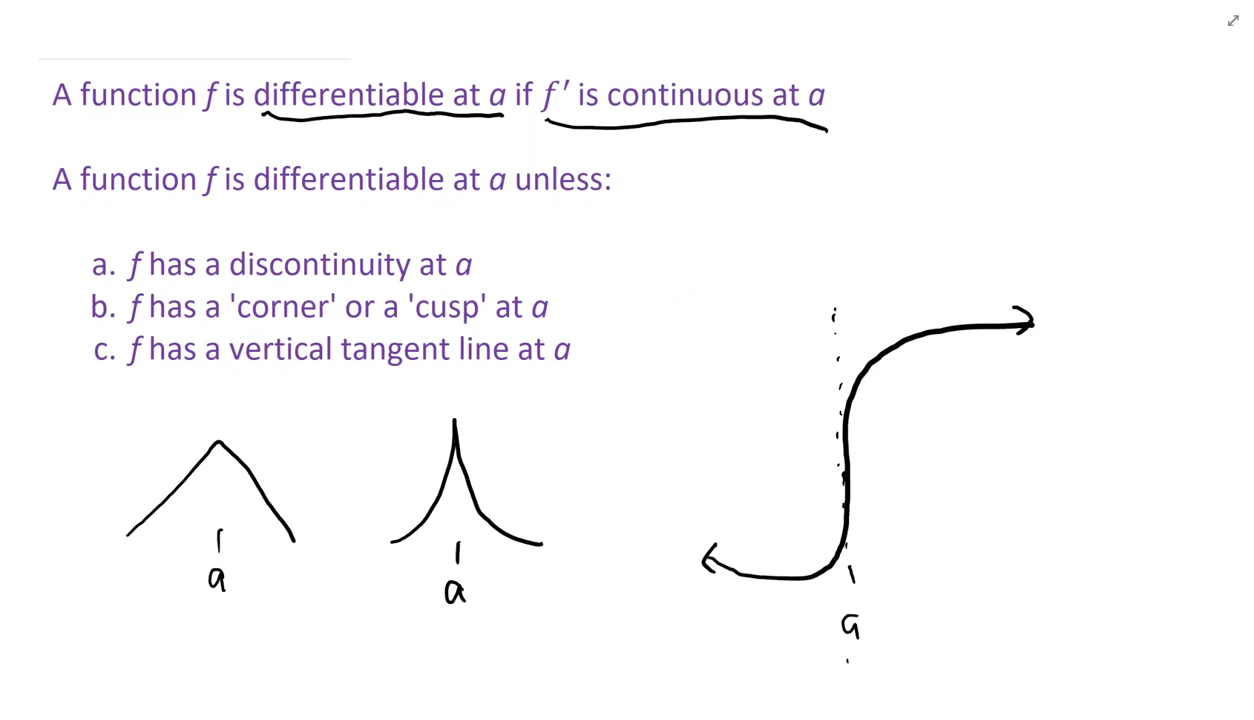 A function f is differentiable at a if f′ is continuous at a
A function f is differentiable at a unless:
a. f has a discontinuity at a
b. f has a 'corner' or a 'cusp' at a
c. f has a vertical tangent line at a
a
a
a